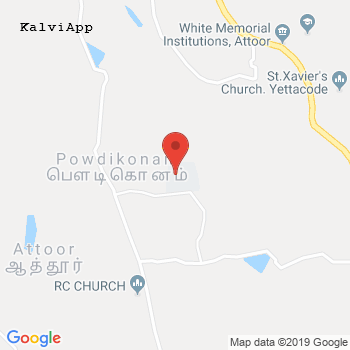 KalviApp
White Memorial
Institutions, Attoor
St.Xavier's
Church. Yettacode
Powdikonam
பௌடிகொனம்
Attoor
ஆத்தூர்
RC CHURCH
Google
Map data ©2019 Google